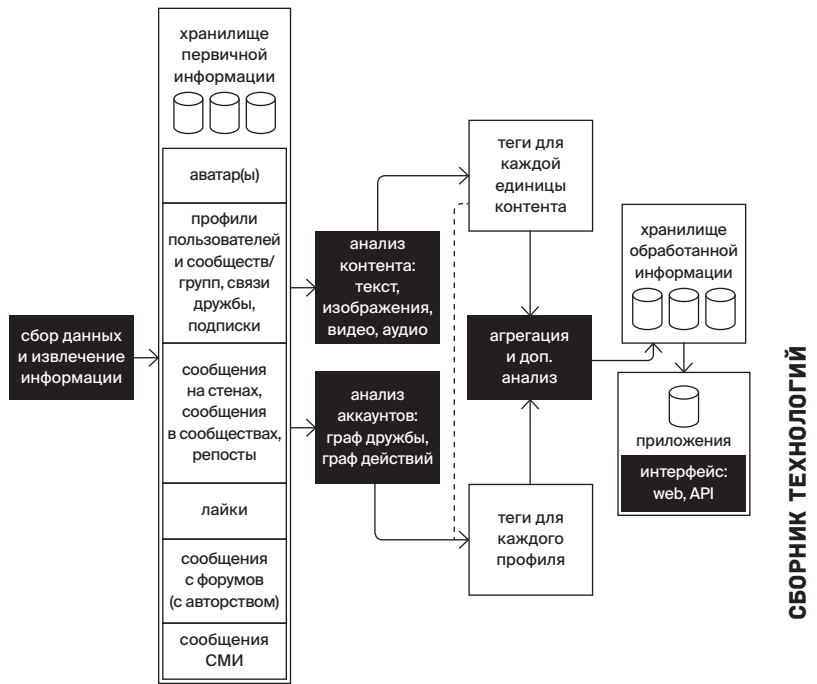 сбор данных
и извлечение
информации
хранилище
первичной
информации
аватар(ы)
профили
пользователей
и сообществ/
групп, связи
дружбы,
подписки
сообщения
на стенах,
сообщения
в сообществах,
репосты
лайки
сообщения
с форумов
(с авторством)
сообщения
СМИ
анализ
контента:
текст,
изображения,
видео, аудио
анализ
аккаунтов:
граф дружбы,
граф действий
теги для
каждой
единицы
контента
агрегация
и доп.
анализ
теги для
каждого
профиля
хранилище
обработанной
информации
приложения
интерфейс:
web, API
СБОРНИК ТЕХНОЛОГИЙ